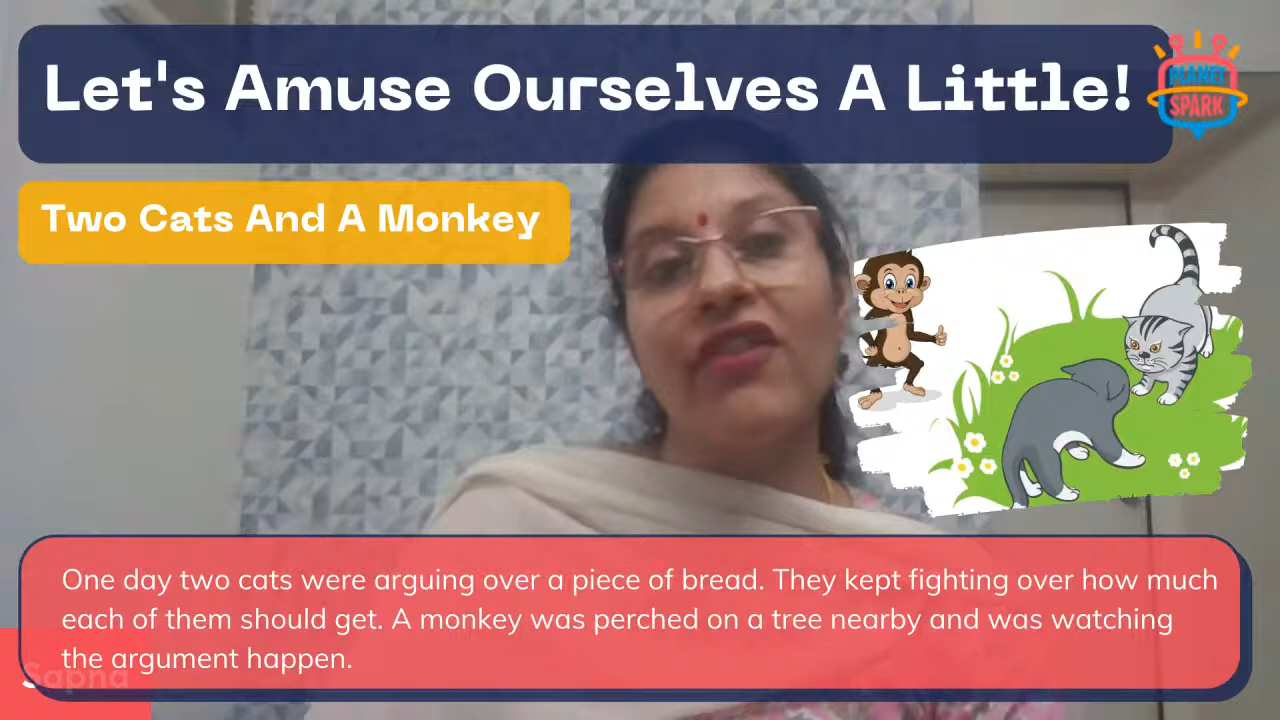 Let's Amuse Ourselves A Little!
PLANET
SPARK
Two Cats And A Monkey
One day two cats were arguing over a piece of bread. They kept fighting over how much
each of them should get. A monkey was perched on a tree nearby and was watching
the argument happen.
Sapna